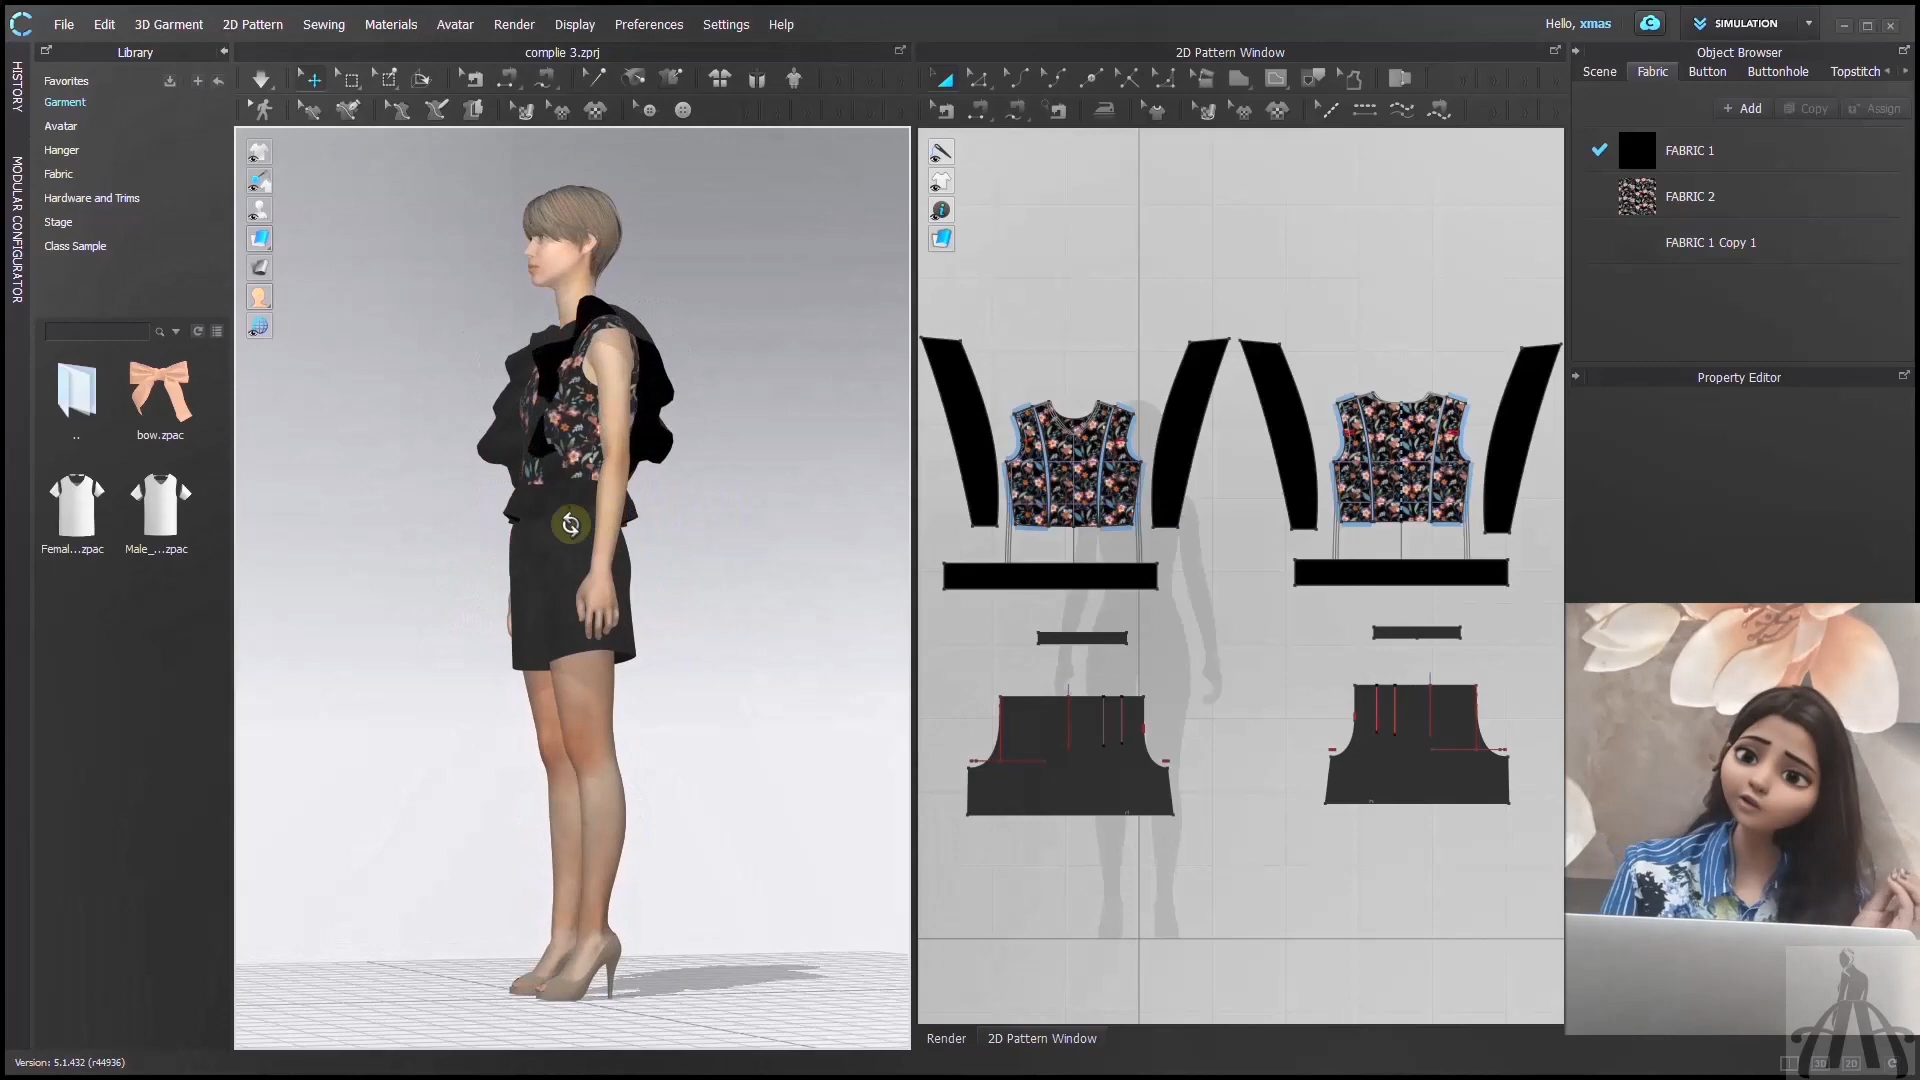 File Edit 3D Garment 2D Pattern Sewing Materials Avatar Render Display Preferences Settings Help
Hello, xmas
SIMULATION
Library
complie 3.zprj
2D Pattern Window
Object Browser
HISTORY
MODULAR CONFIGURATOR
Favorites
Garment
Avatar
Hanger
Fabric
Hardware and Trims
Stage
Class Sample
..
bow.zpac
Femal...zpac
Male_...zpac
Scene Fabric Button Buttonhole Topstitch
+ Add Copy Assign
FABRIC 1
FABRIC 2
FABRIC 1 Copy 1
Property Editor
Render 2D Pattern Window
Version: 5.1.432 (r44936)
3D 2D